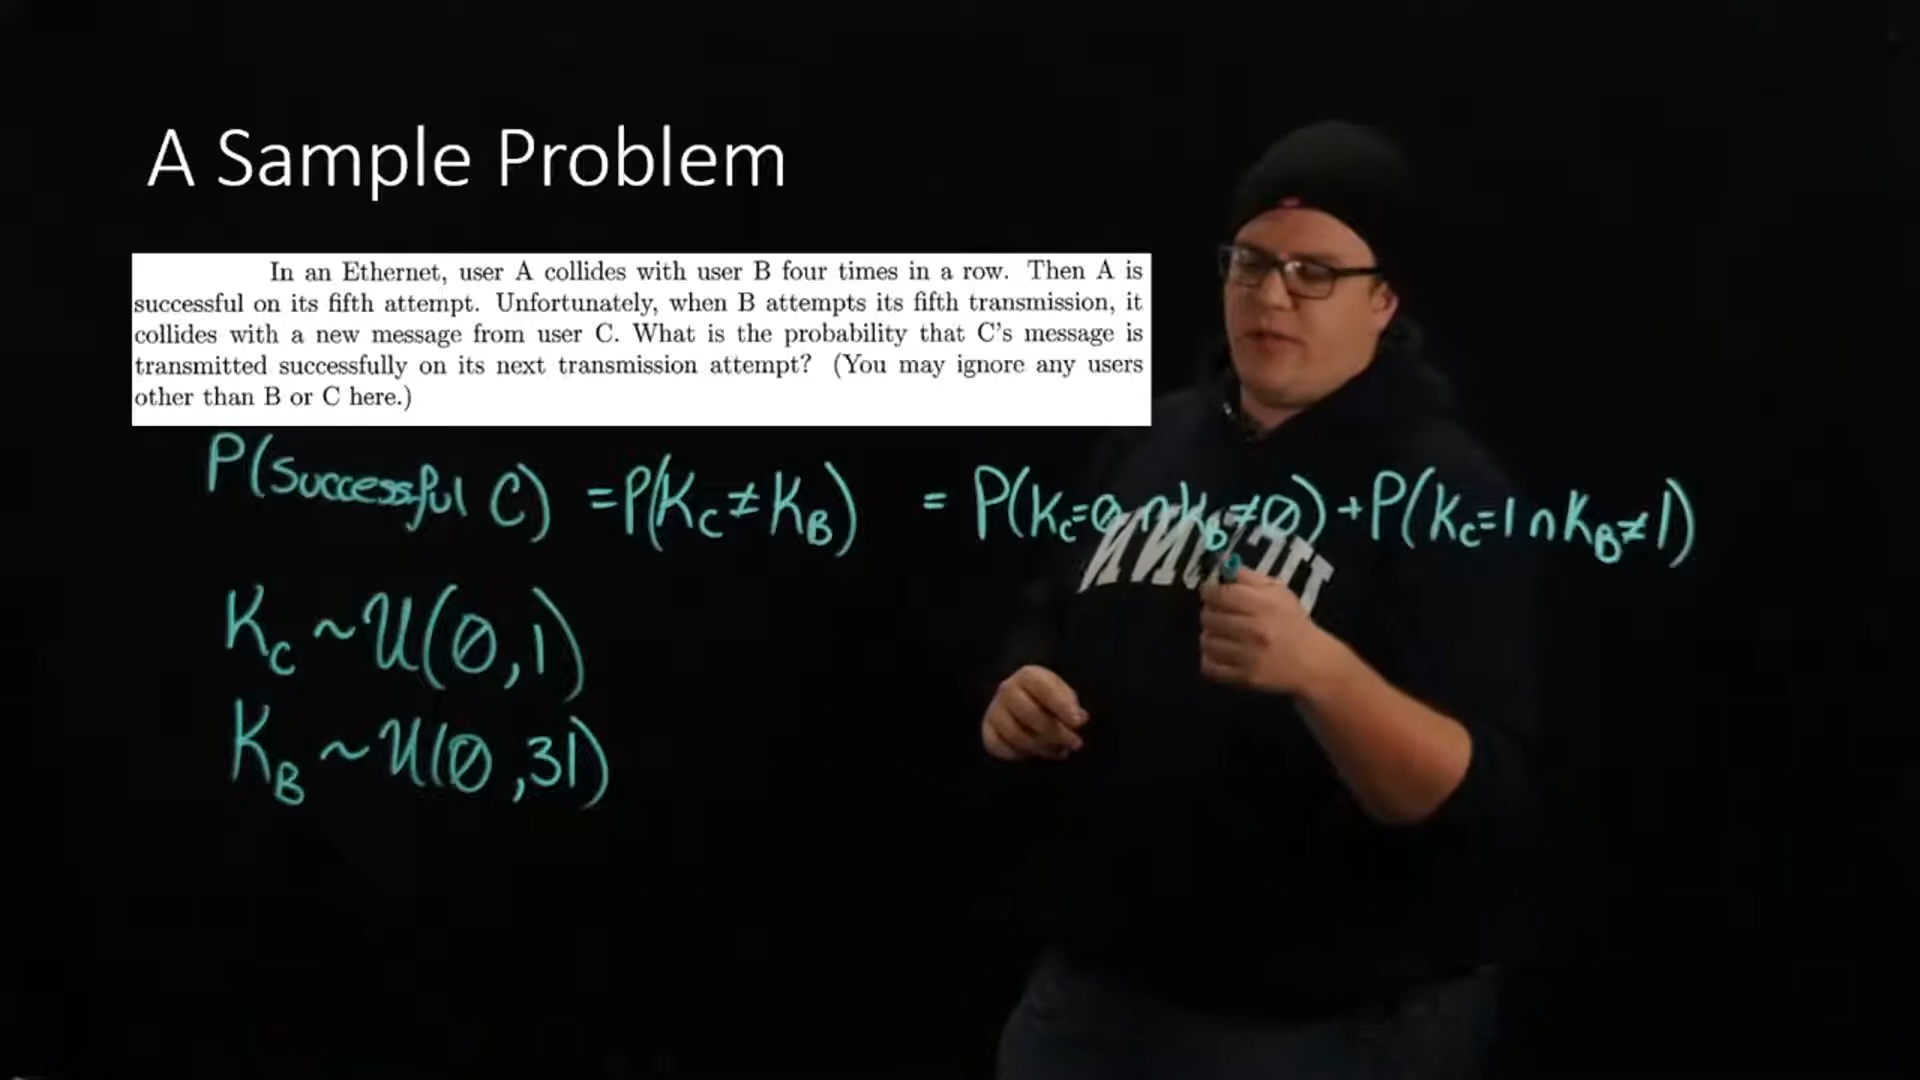 A Sample Problem
In an Ethernet, user A collides with user B four times in a row. Then A is
successful on its fifth attempt. Unfortunately, when B attempts its fifth transmission, it
collides with a new message from user C. What is the probability that C's message is
transmitted successfully on its next transmission attempt? (You may ignore any users
other than B or C here.)
P(Successful C) = P(K_C ≠ K_B) = P(K_C=0 ∩ K_B≠0) + P(K_C=1 ∩ K_B≠1)
K_C ~ U(0,1)
K_B ~ U(0,31)